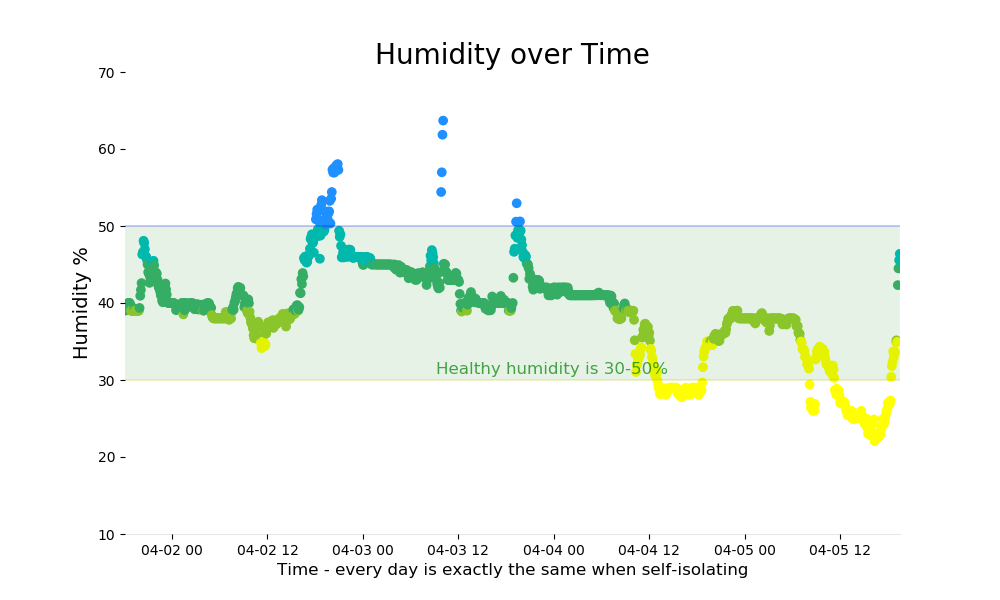 Humidity over Time
70
60
50
40
30
20
10
Humidity %
Healthy humidity is 30-50%
04-02 00 04-02 12 04-03 00 04-03 12 04-04 00 04-04 12 04-05 00 04-05 12
Time - every day is exactly the same when self-isolating